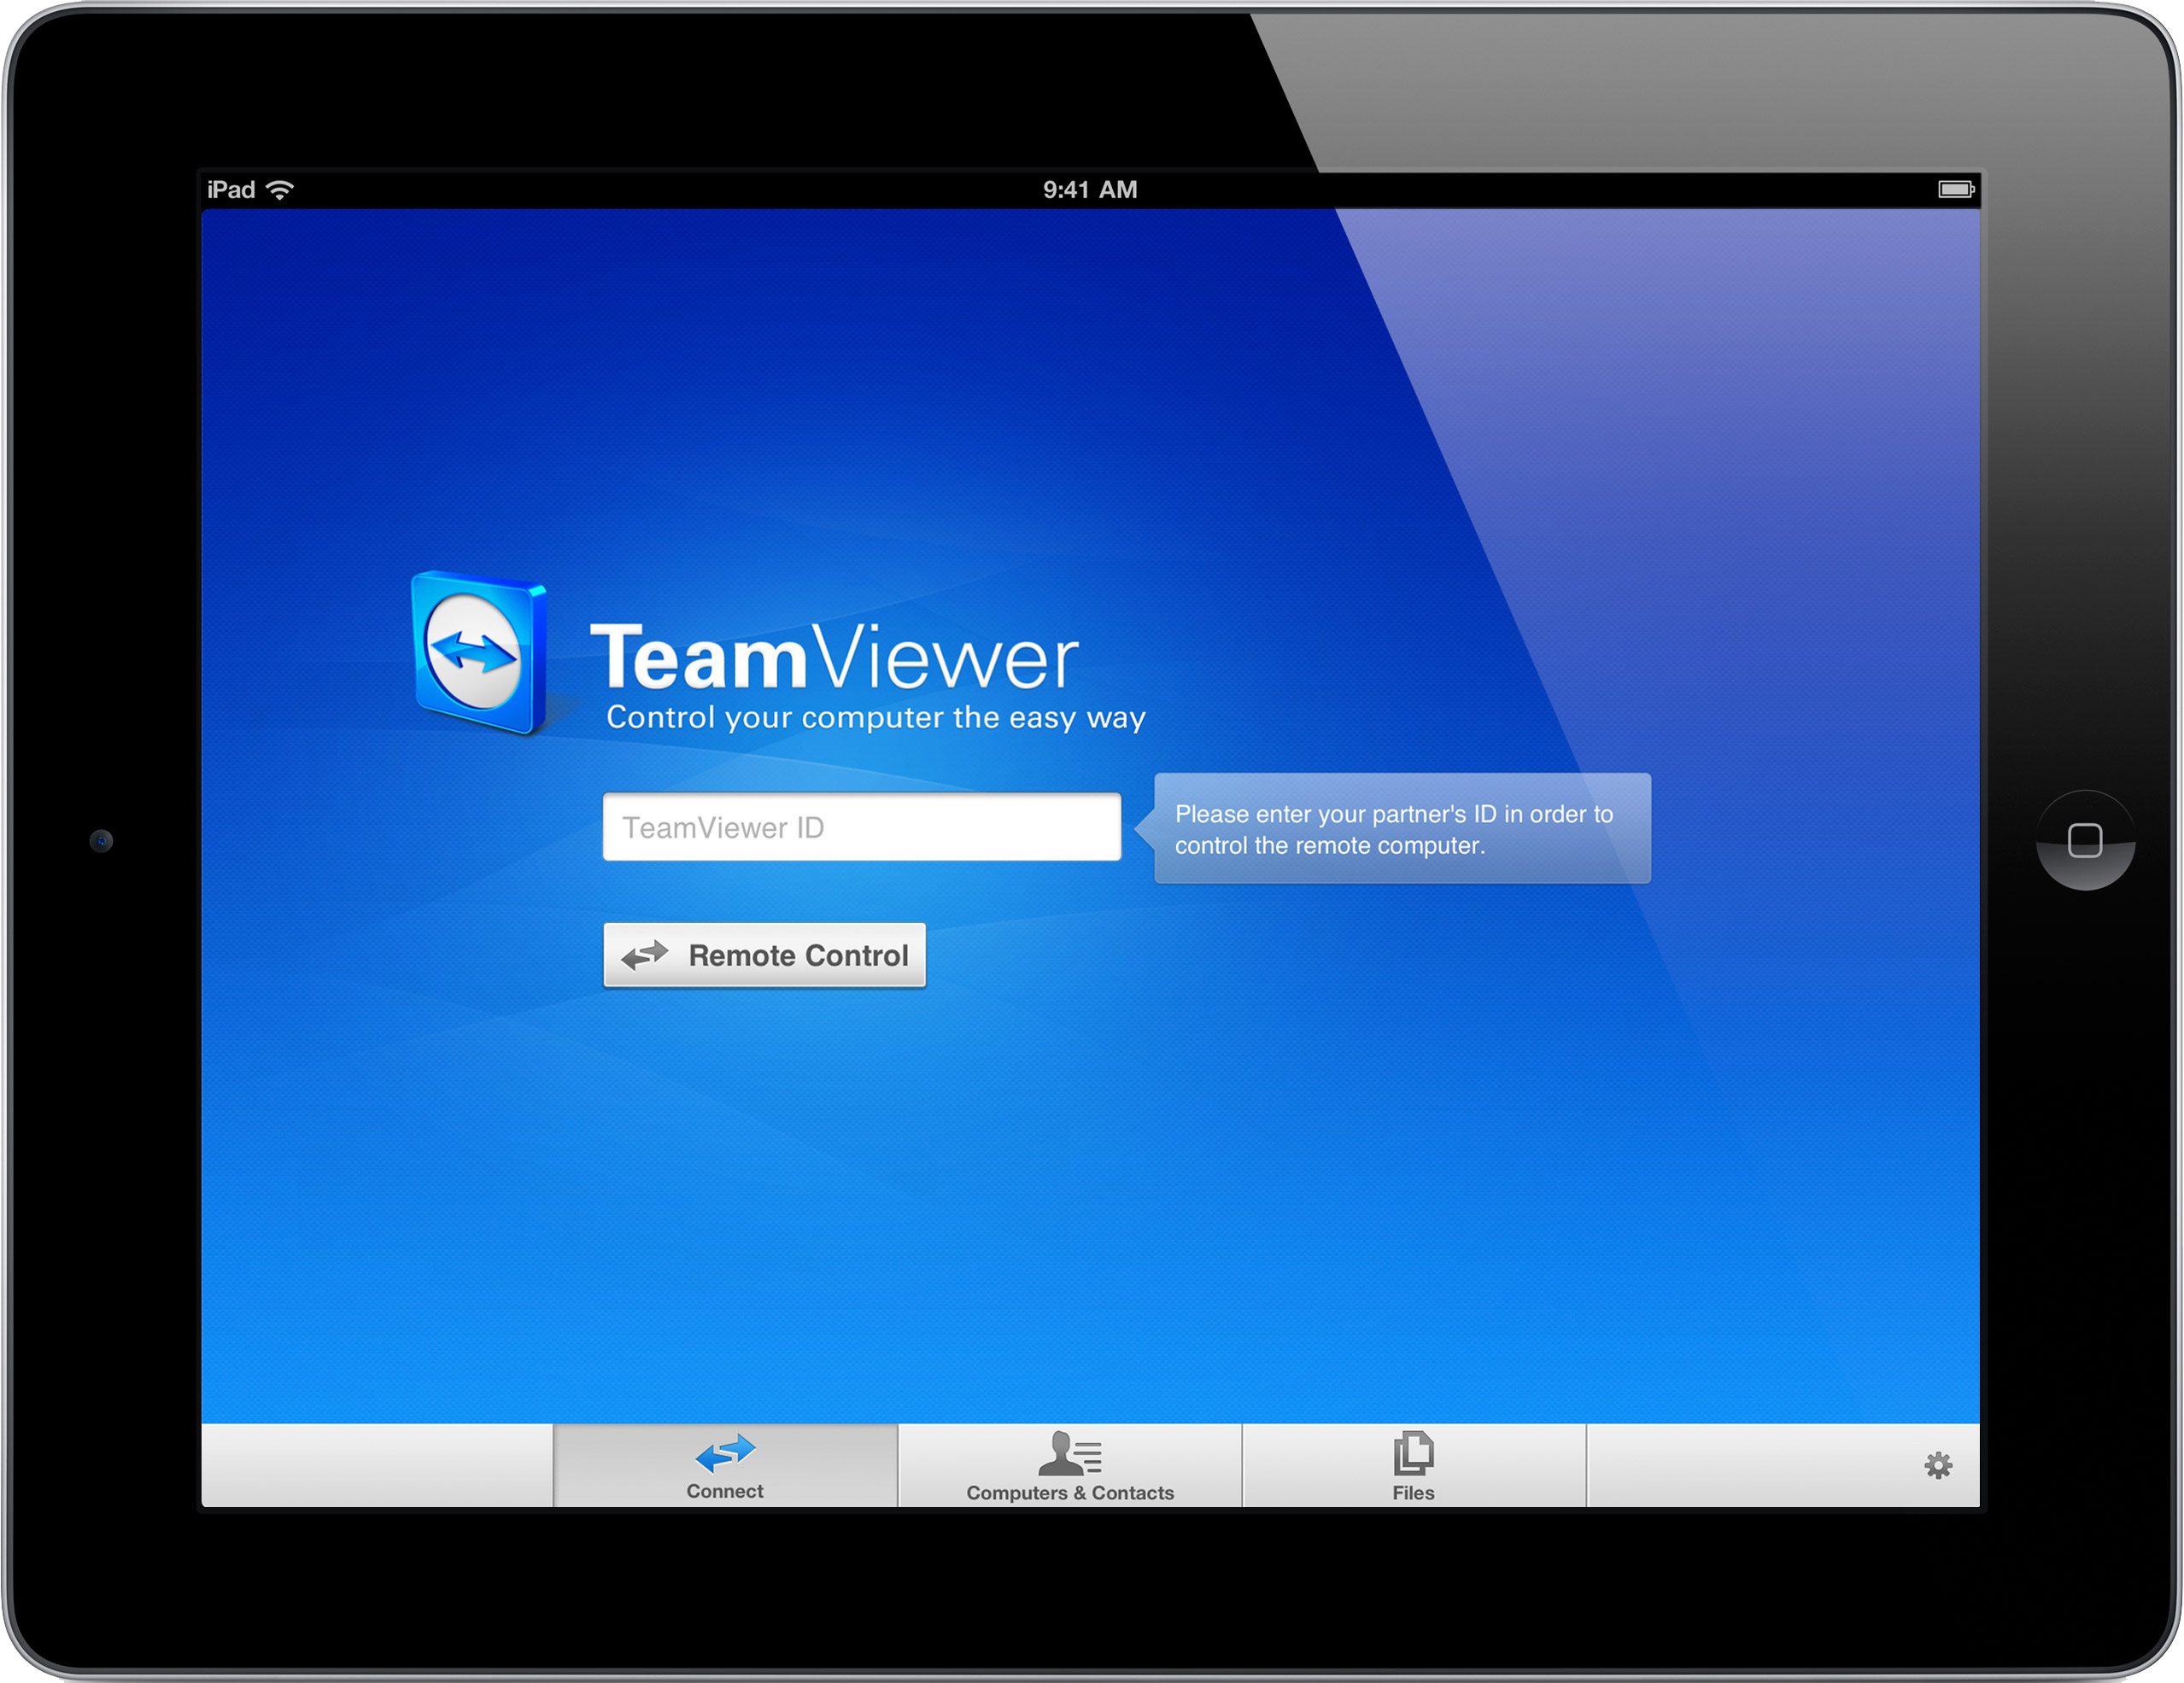 iPad
9:41 AM
TeamViewer
Control your computer the easy way
TeamViewer ID
Please enter your partner's ID in order to
control the remote computer.
Remote Control
Connect
Computers & Contacts
Files